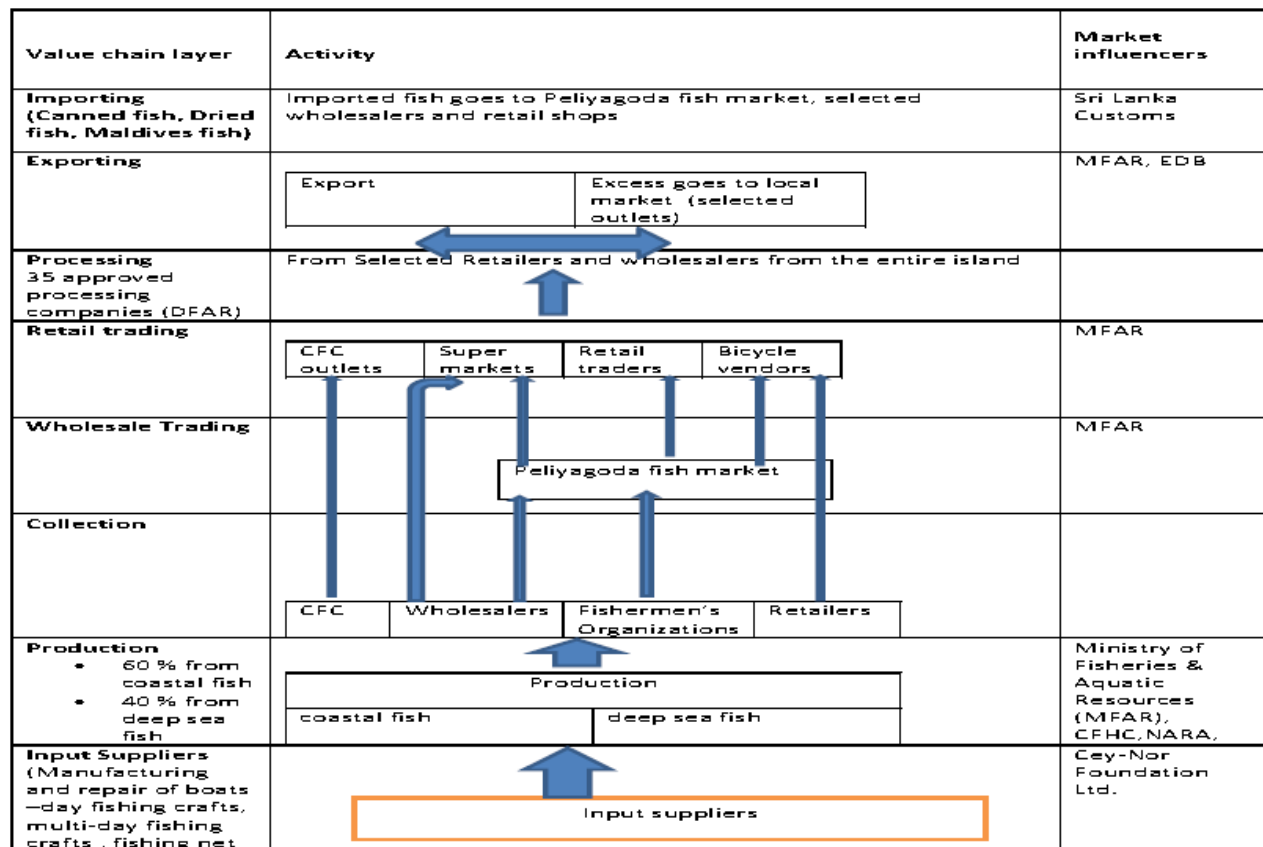 Value chain layer
Activity
Market
influencers
Importing
(Canned fish, Dried
fish, Maldives fish)
Imported fish goes to Peliyagoda fish market, selected
wholesalers and retail shops
Sri Lanka
Customs
Exporting
Export
Excess goes to local
market (selected
outlets)
MFAR, EDB
Processing
35 approved
processing
companies (DFAR)
From Selected Retailers and wholesalers from the entire island
Retail trading
CFC
outlets
Super
markets
Retail
traders
Bicycle
vendors
MFAR
Wholesale Trading
Peliyagoda fish market
MFAR
Collection
CFC
Wholesalers
Fishermen's
Organizations
Retailers
Production
• 60 % from
coastal fish
• 40 % from
deep sea
fish
Production
coastal fish
deep sea fish
Ministry of
Fisheries &
Aquatic
Resources
(MFAR),
CFHC,NARA,
Input Suppliers
(Manufacturing
and repair of boats
–day fishing crafts,
multi-day fishing
crafts , fishing net
Input suppliers
Cey-Nor
Foundation
Ltd.